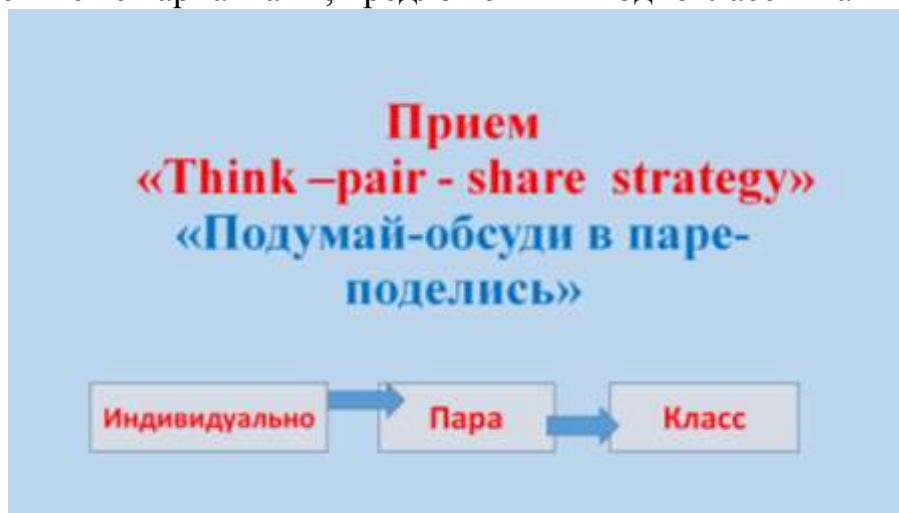 Прием
«Think –pair - share strategy»
«Подумай-обсуди в паре-
поделись»
Индивидуально
Пара
Класс